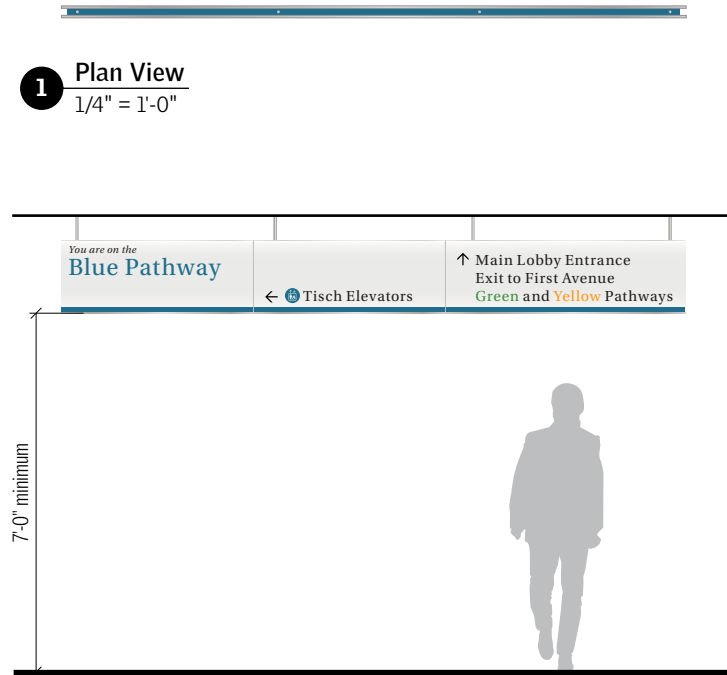 1
Plan View
1/4" = 1'-0"
You are on the
Blue Pathway
← Tisch Elevators
↑ Main Lobby Entrance
Exit to First Avenue
Green and Yellow Pathways
7'-0" minimum